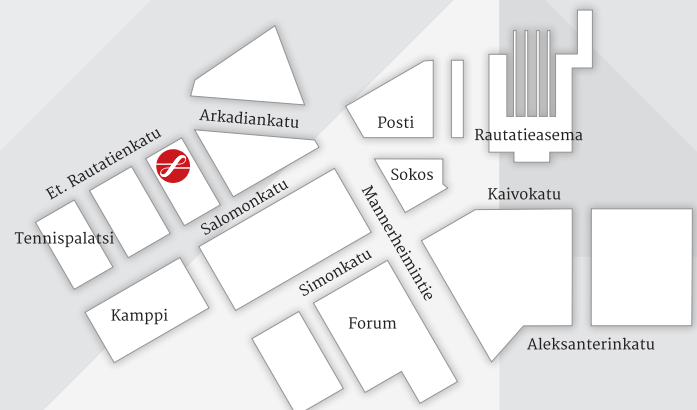 Arkadiankatu
Posti
Rautatieasema
Et. Rautatienkatu
Sokos
Kaivokatu
Salomonkatu
Mannerheimintie
Tennispalatsi
Simonkatu
Kamppi
Forum
Aleksanterinkatu